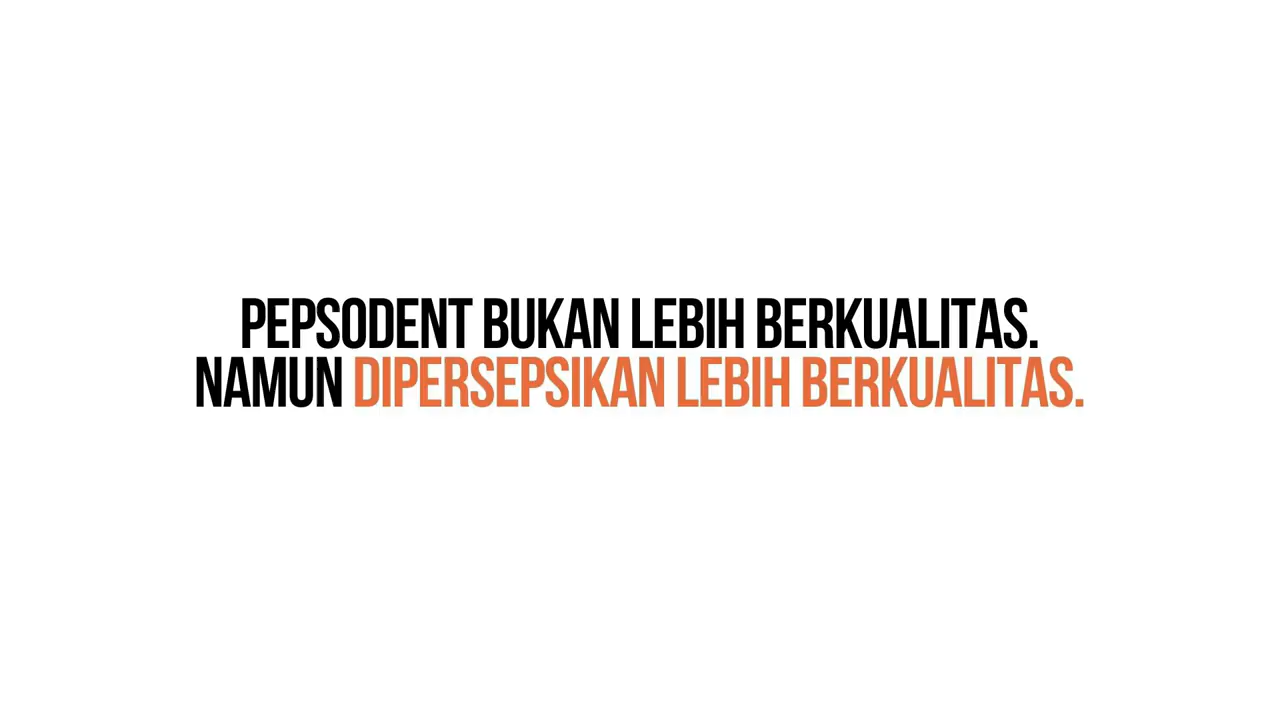 PEPSODENT BUKAN LEBIH BERKUALITAS.
NAMUN DIPERSEPSIKAN LEBIH BERKUALITAS.